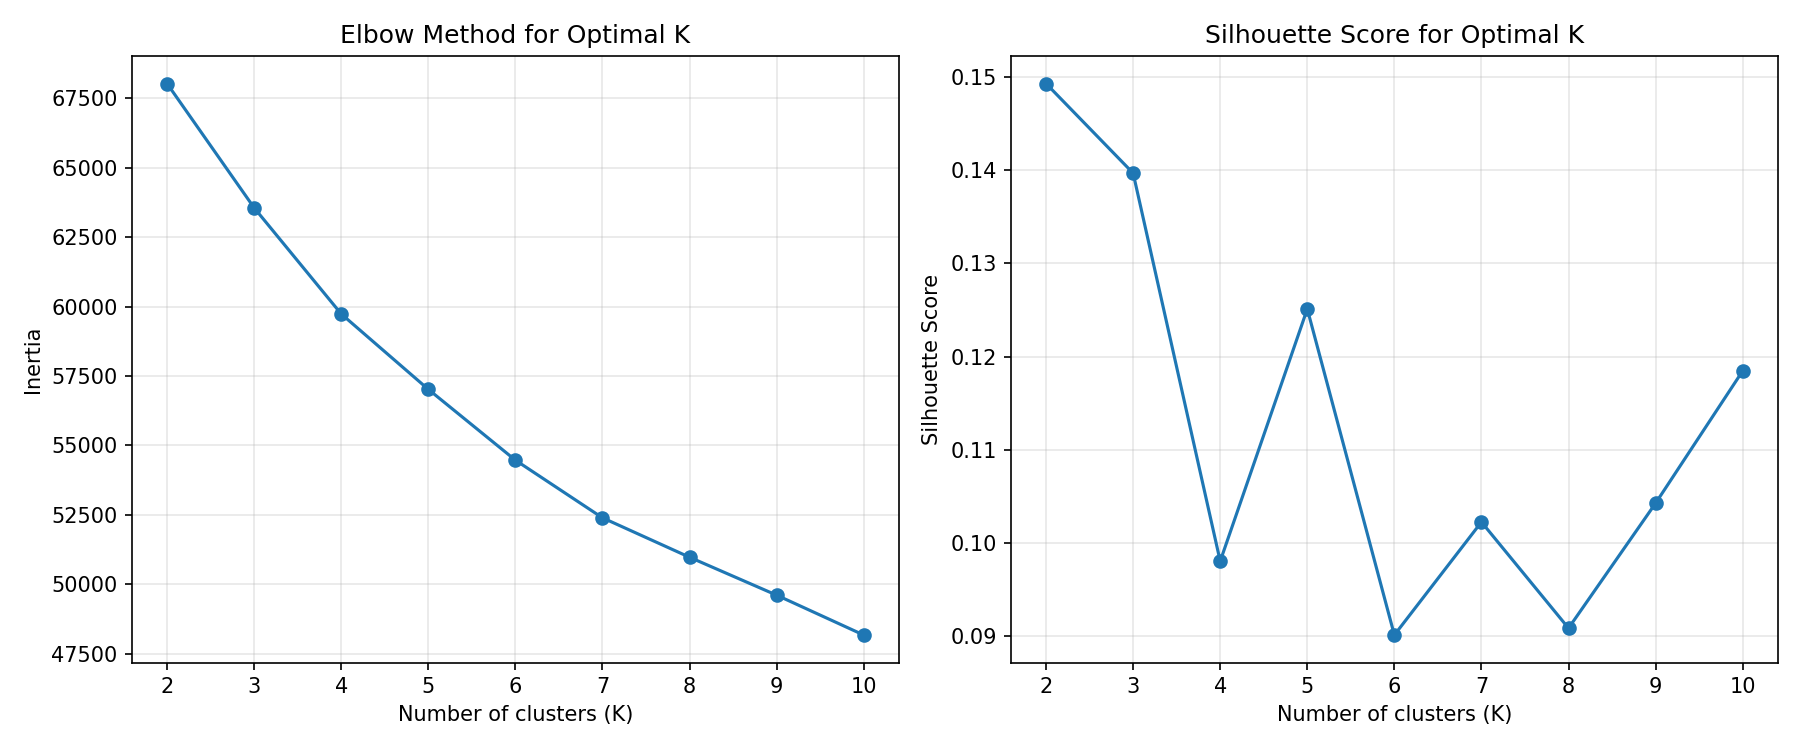 Elbow Method for Optimal K
Inertia
67500
65000
62500
60000
57500
55000
52500
50000
47500
2 3 4 5 6 7 8 9 10
Number of clusters (K)
Silhouette Score for Optimal K
Silhouette Score
0.15
0.14
0.13
0.12
0.11
0.10
0.09
2 3 4 5 6 7 8 9 10
Number of clusters (K)